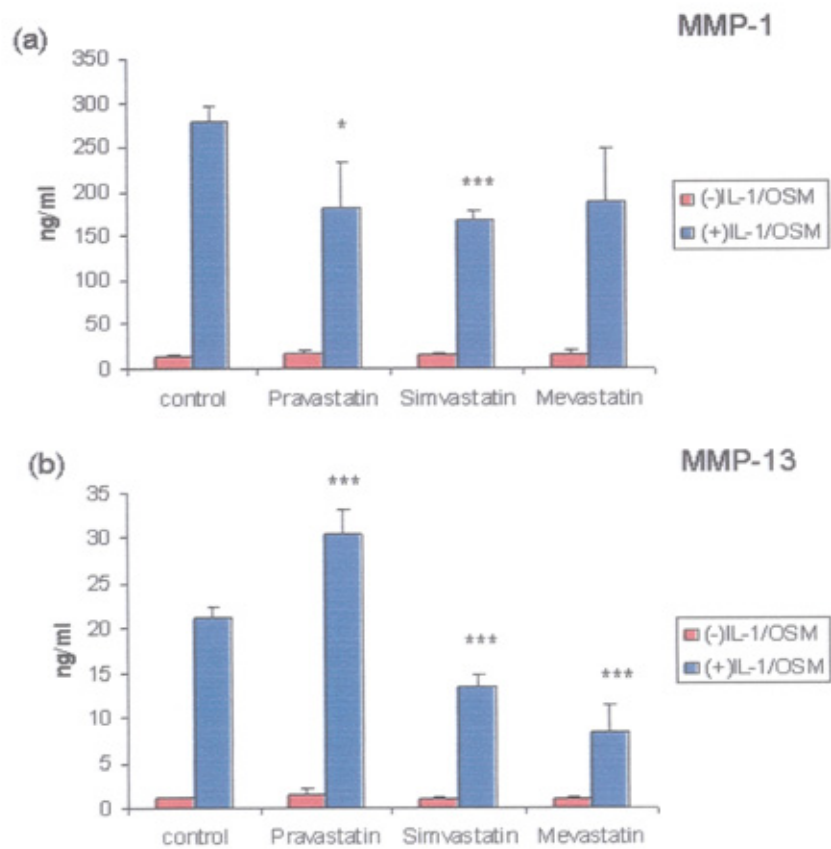 MMP-1
(a)
350
300
250
200
150
100
50
0
ng/ml
*
***
(-)IL-1/OSM
(+)IL-1/OSM
control Pravastatin Simvastatin Mevastatin
MMP-13
(b)
35
30
25
20
15
10
5
0
ng/ml
***
***
***
(-)IL-1/OSM
(+)IL-1/OSM
control Pravastatin Simvastatin Mevastatin